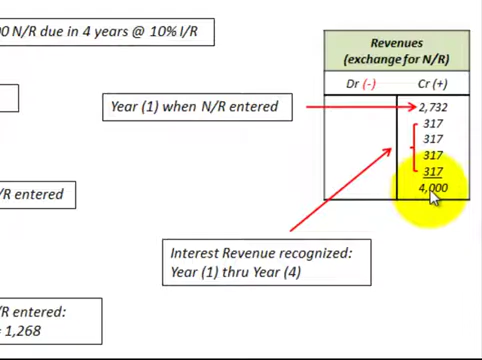 00 N/R due in 4 years @ 10% I/R
Revenues
(exchange for N/R)
Dr (-) Cr (+)
Year (1) when N/R entered
2,732
317
317
317
317
4,000
/R entered
Interest Revenue recognized:
Year (1) thru Year (4)
/R entered:
= 1,268